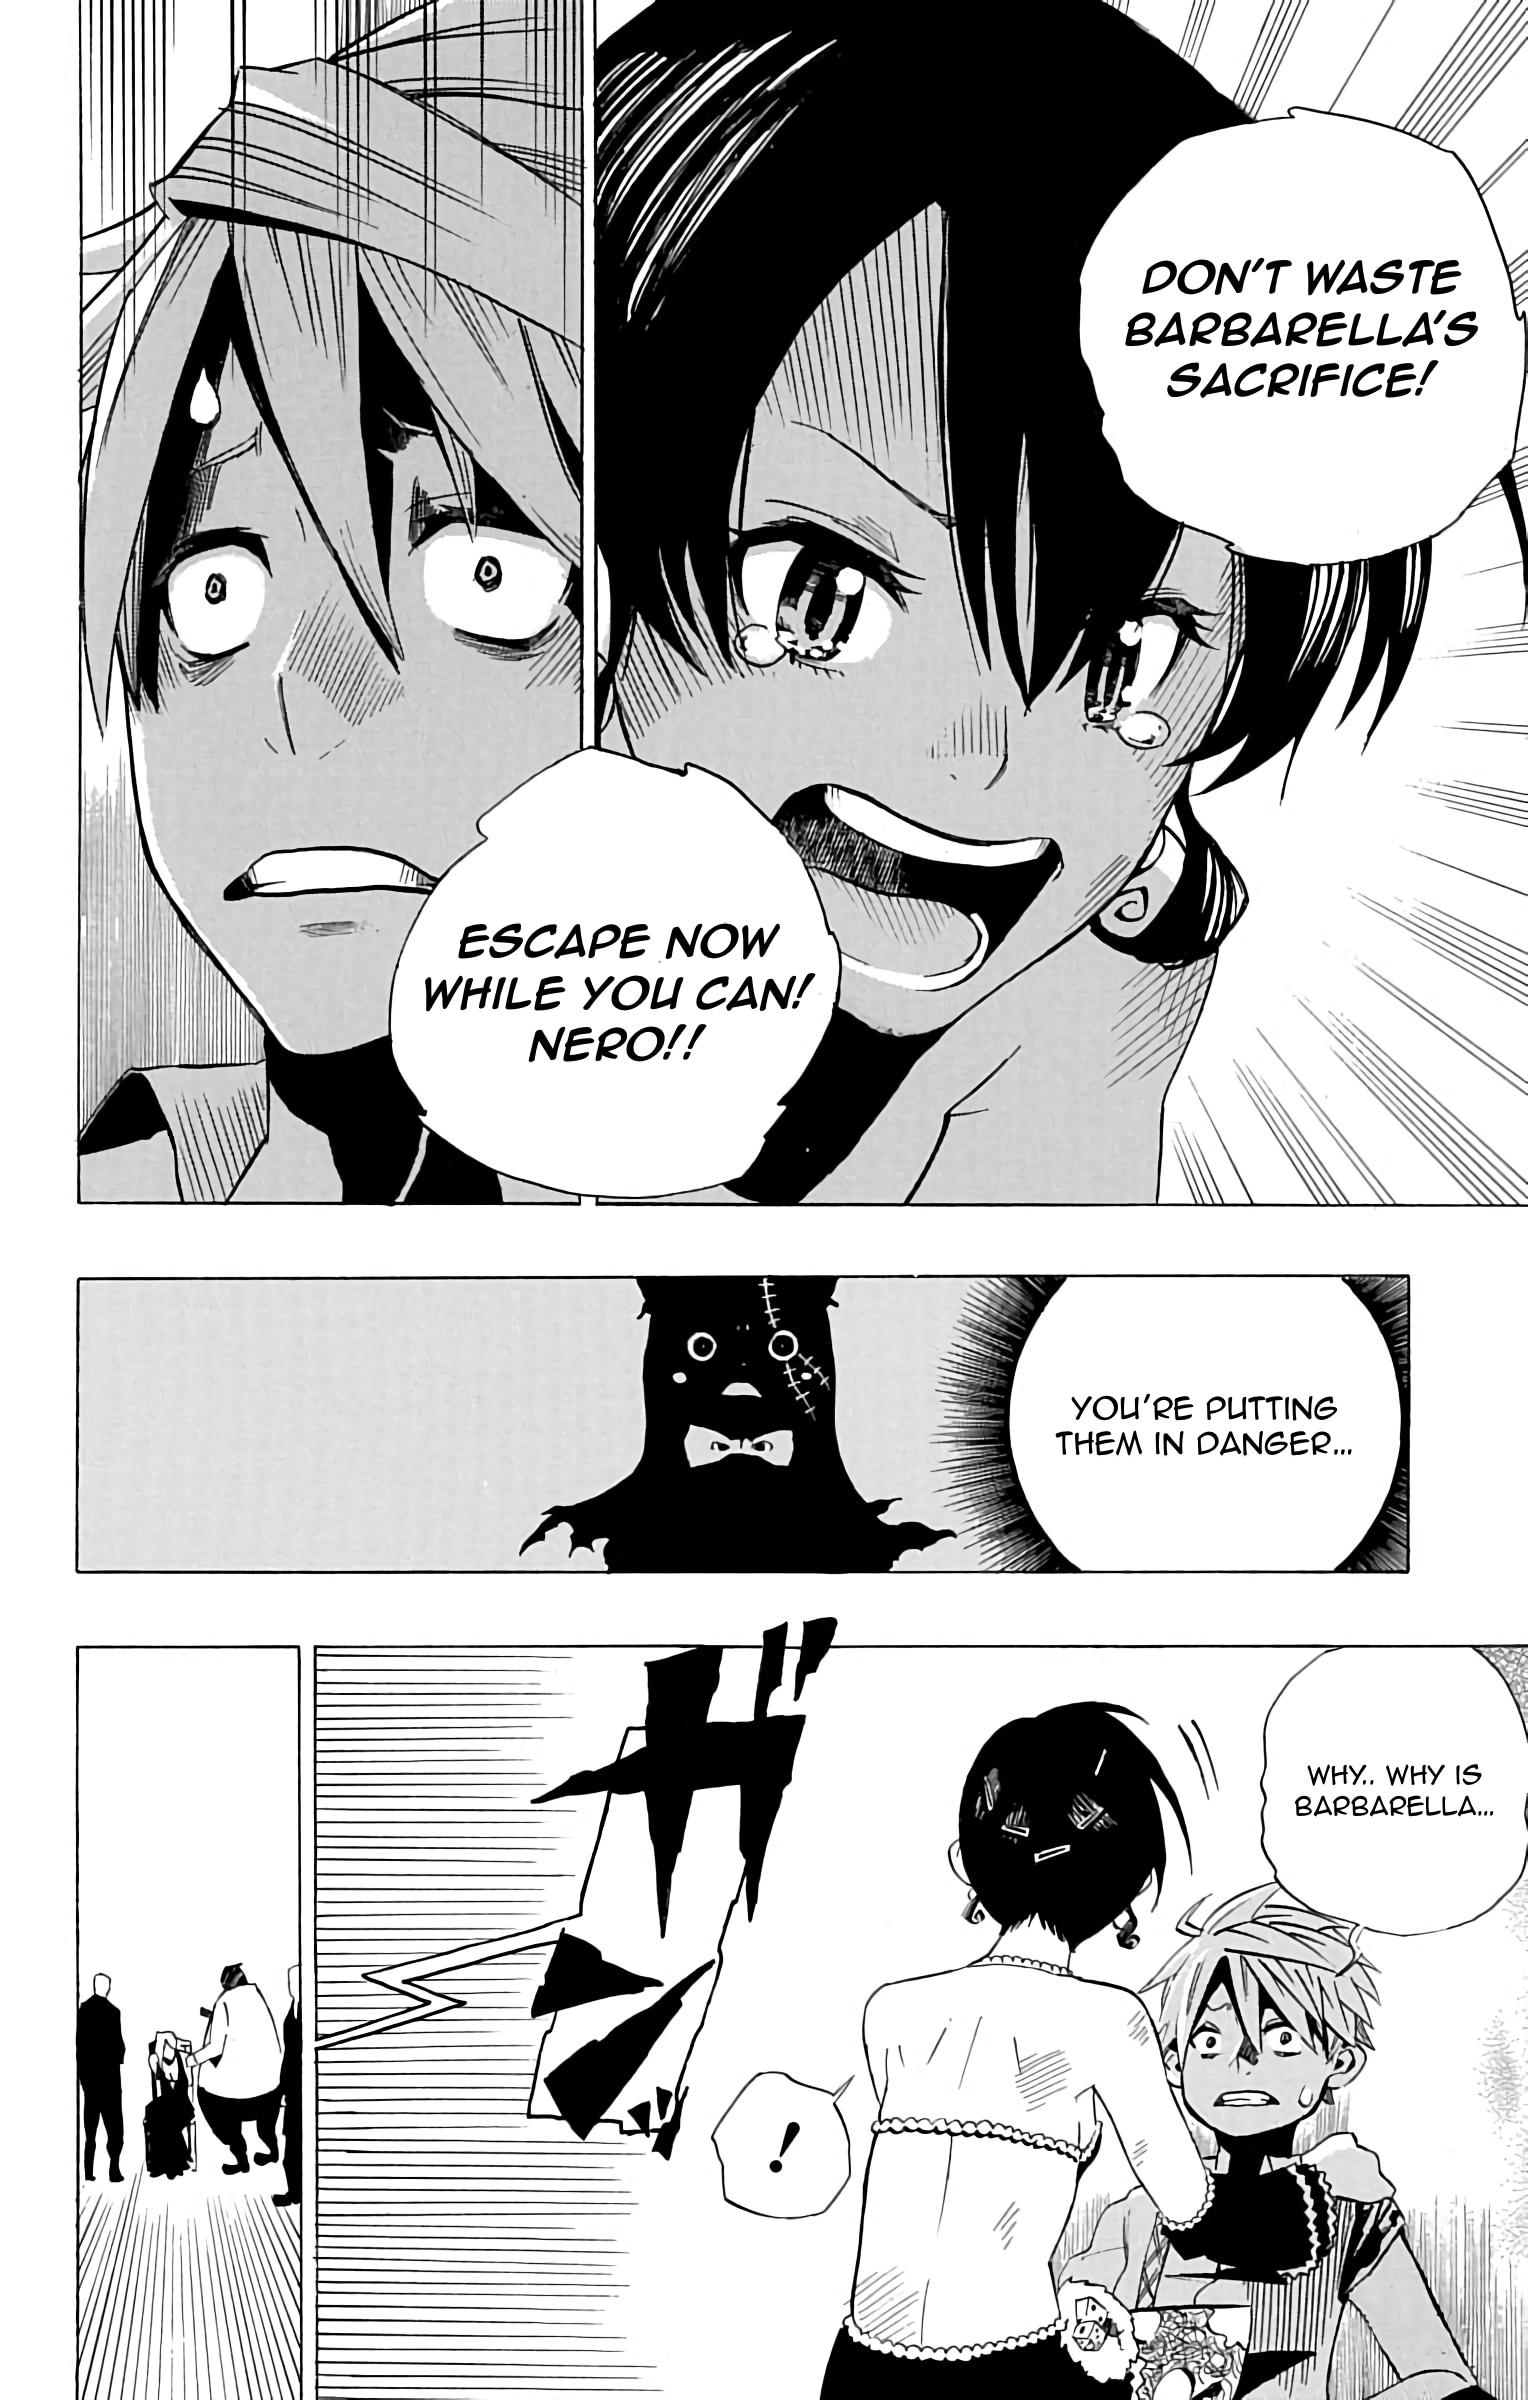 DON'T WASTE
BARBARELLA'S
SACRIFICE!
ESCAPE NOW
WHILE YOU CAN!
NERO!!
YOU'RE PUTTING
THEM IN DANGER...
WHY.. WHY IS
BARBARELLA...
!